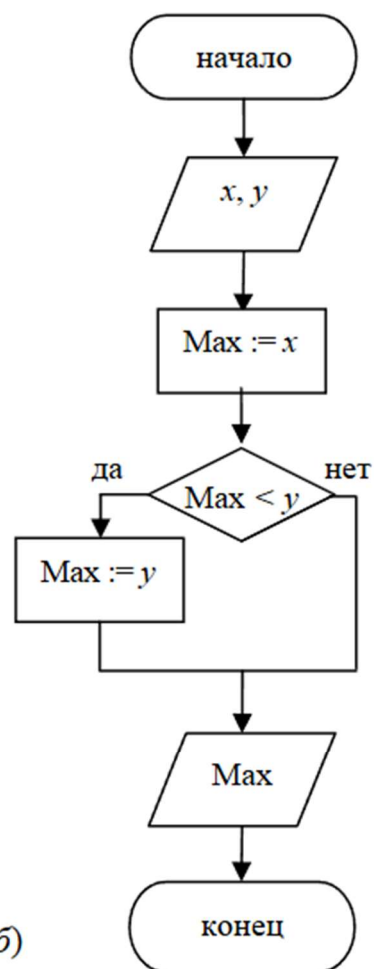 начало
x, y
Max := x
да
нет
Max < y
Max := y
Max
конец
б)